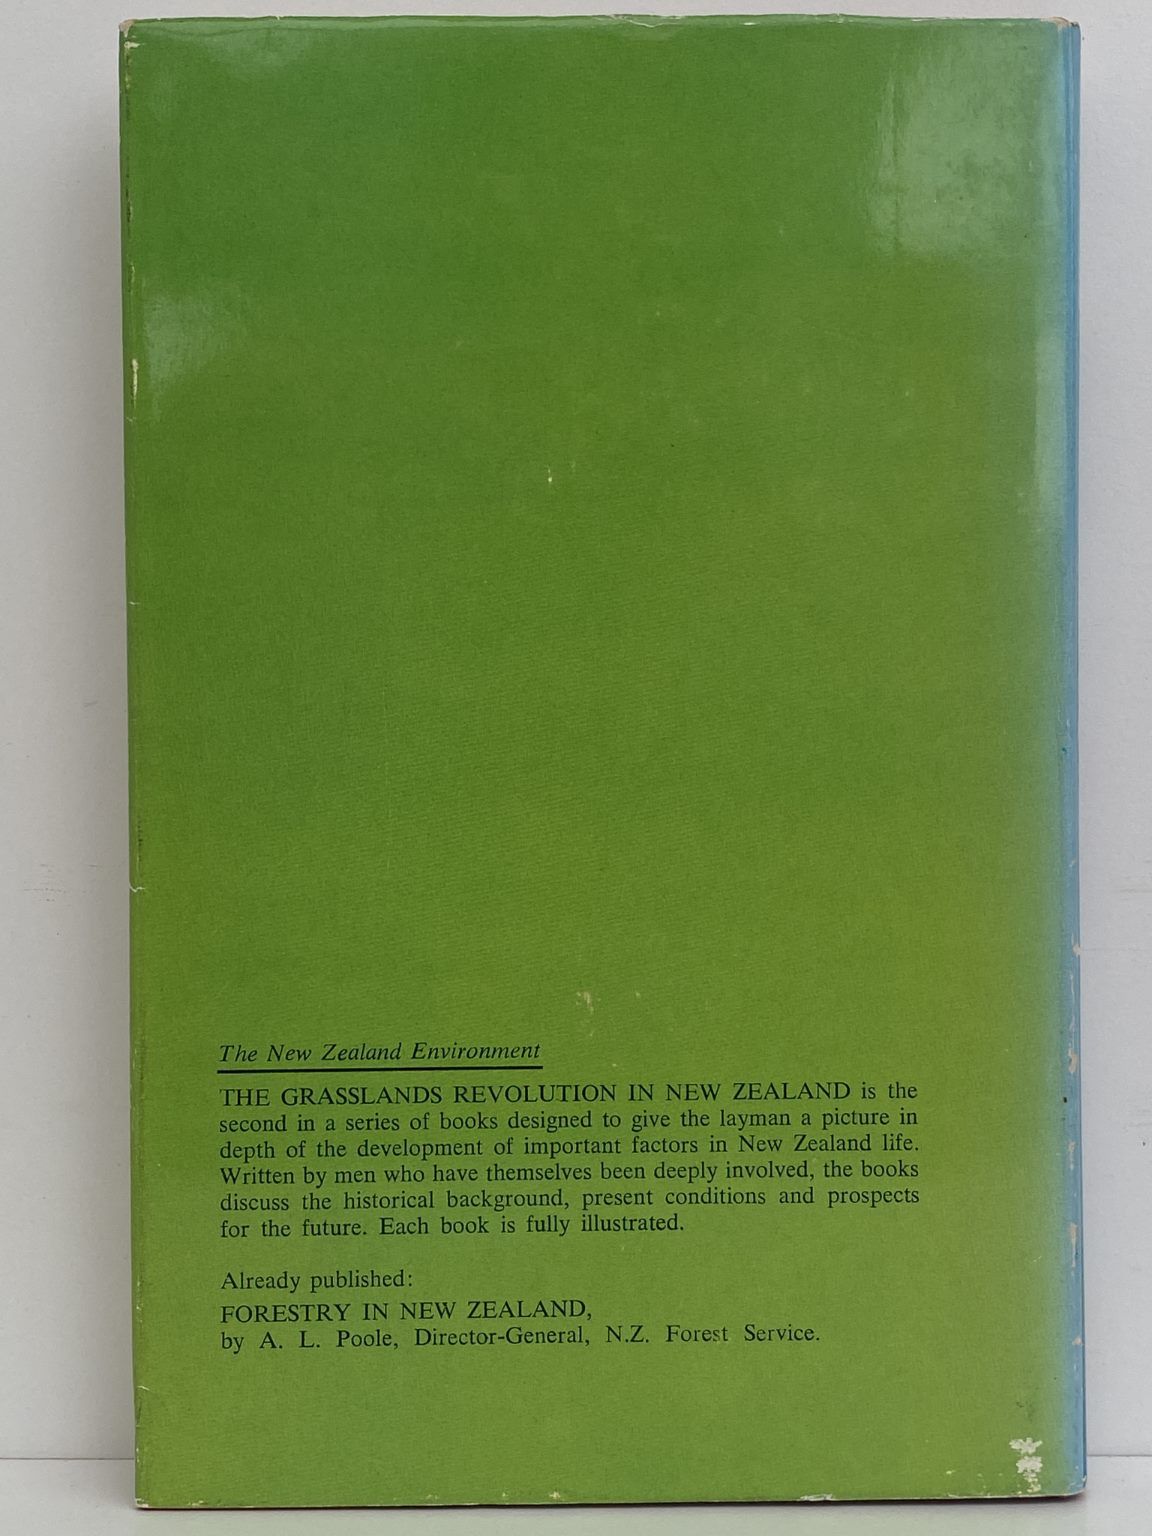 The New Zealand Environment
THE GRASSLANDS REVOLUTION IN NEW ZEALAND is the
second in a series of books designed to give the layman a picture in
depth of the development of important factors in New Zealand life.
Written by men who have themselves been deeply involved, the books
discuss the historical background, present conditions and prospects
for the future. Each book is fully illustrated.
Already published:
FORESTRY IN NEW ZEALAND,
by A. L. Poole, Director-General, N.Z. Forest Service.